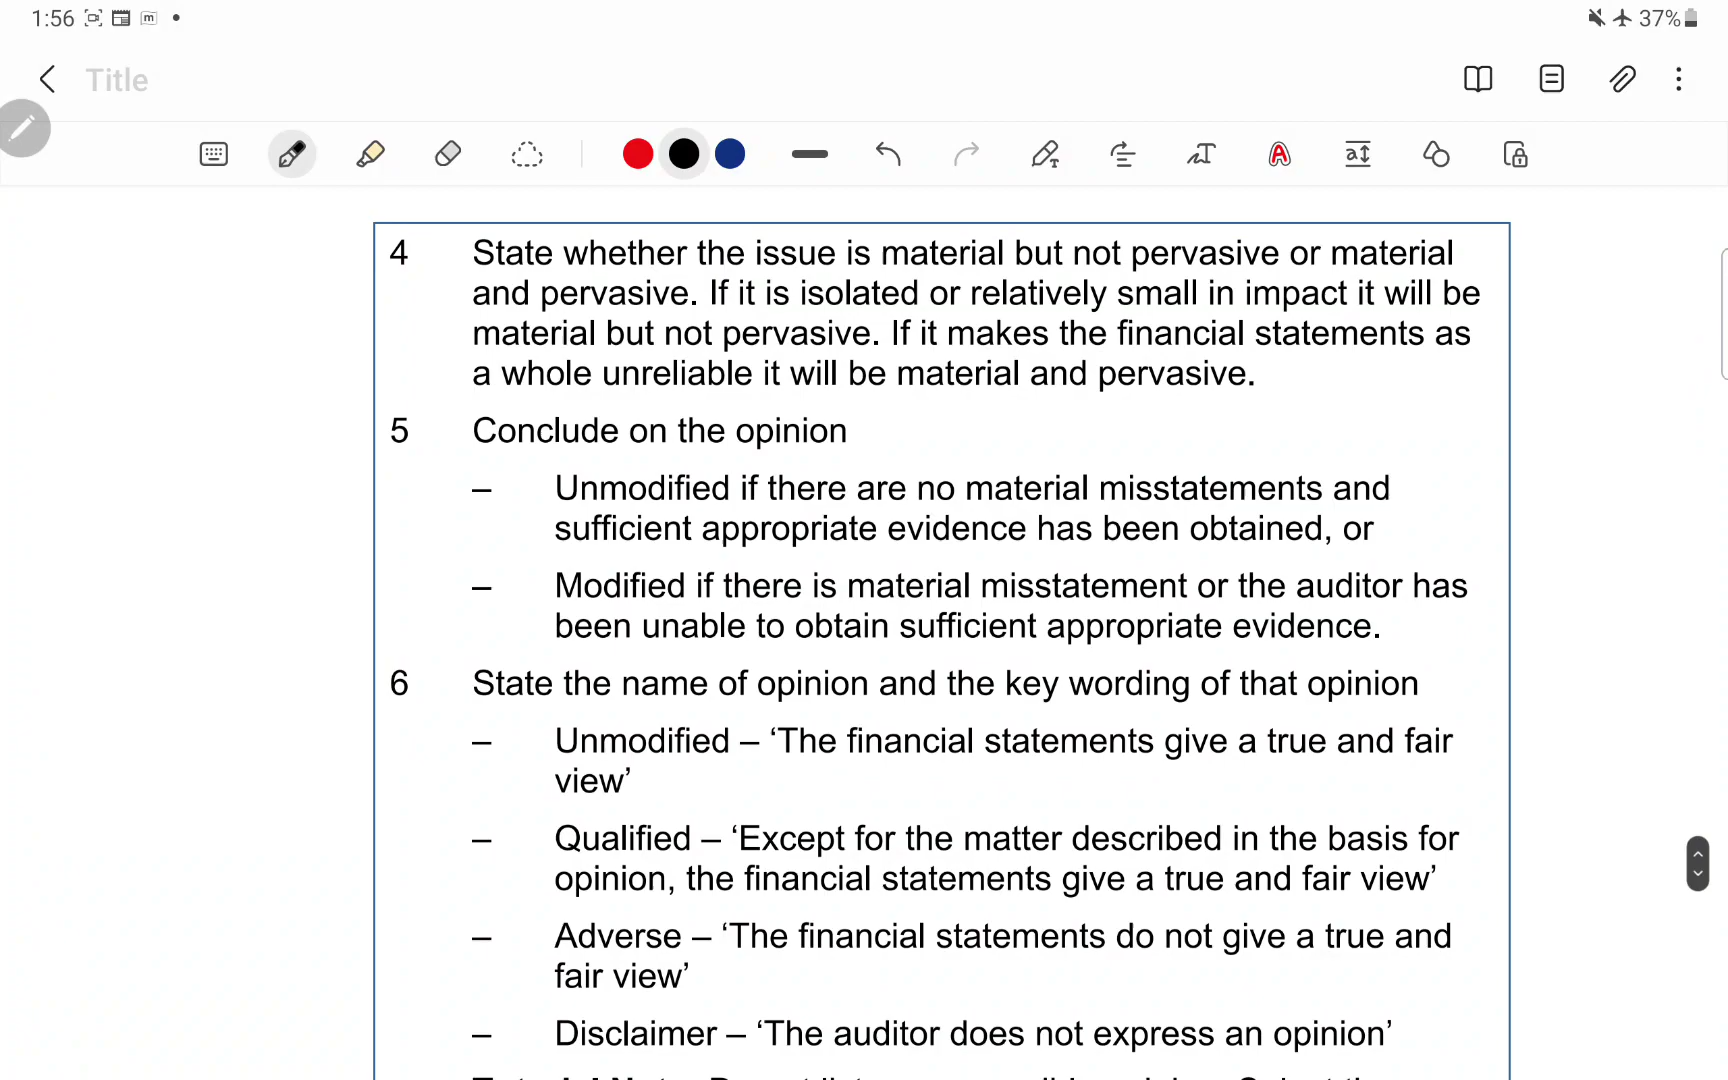 1:56
37%
Title
4 State whether the issue is material but not pervasive or material
and pervasive. If it is isolated or relatively small in impact it will be
material but not pervasive. If it makes the financial statements as
a whole unreliable it will be material and pervasive.
5 Conclude on the opinion
– Unmodified if there are no material misstatements and
sufficient appropriate evidence has been obtained, or
– Modified if there is material misstatement or the auditor has
been unable to obtain sufficient appropriate evidence.
6 State the name of opinion and the key wording of that opinion
– Unmodified – ‘The financial statements give a true and fair
view’
– Qualified – ‘Except for the matter described in the basis for
opinion, the financial statements give a true and fair view’
– Adverse – ‘The financial statements do not give a true and
fair view’
– Disclaimer – ‘The auditor does not express an opinion’